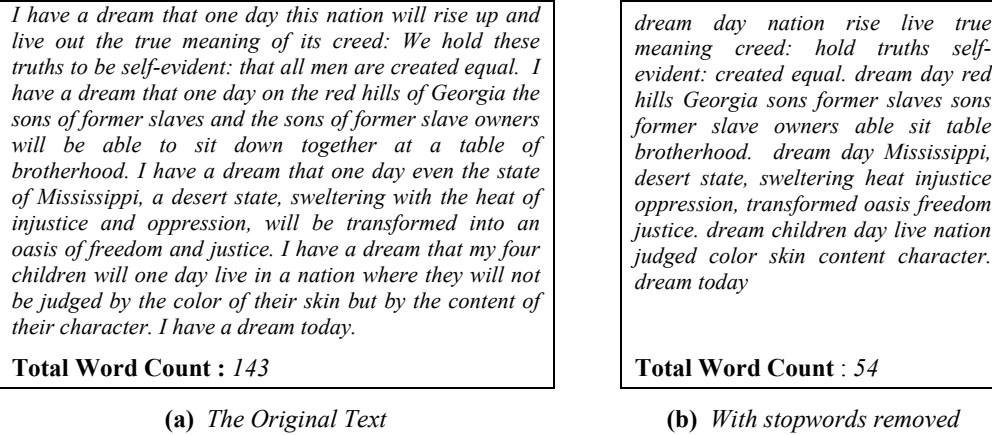 I have a dream that one day this nation will rise up and
live out the true meaning of its creed: We hold these
truths to be self-evident: that all men are created equal. I
have a dream that one day on the red hills of Georgia the
sons of former slaves and the sons of former slave owners
will be able to sit down together at a table of
brotherhood. I have a dream that one day even the state
of Mississippi, a desert state, sweltering with the heat of
injustice and oppression, will be transformed into an
oasis of freedom and justice. I have a dream that my four
children will one day live in a nation where they will not
be judged by the color of their skin but by the content of
their character. I have a dream today.
Total Word Count : 143
(a) The Original Text
dream day nation rise live true
meaning creed: hold truths self-
evident: created equal. dream day red
hills Georgia sons former slaves sons
former slave owners able sit table
brotherhood. dream day Mississippi,
desert state, sweltering heat injustice
oppression, transformed oasis freedom
justice. dream children day live nation
judged color skin content character.
dream today
Total Word Count : 54
(b) With stopwords removed